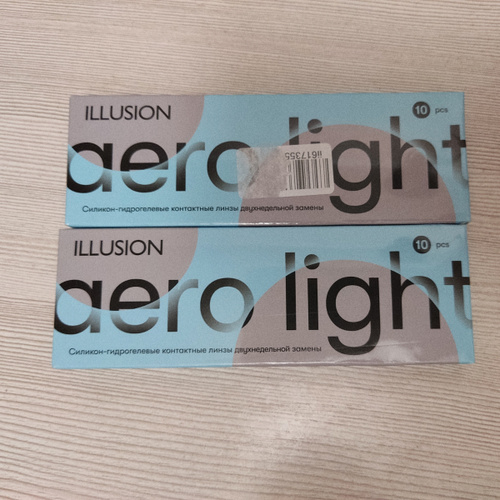 ILLUSION
10 pcs
aero light
ii617355
Силикон-гидрогелевые контактные линзы двухнедельной замены
ILLUSION
10 pcs
aero light
Силикон-гидрогелевые контактные линзы двухнедельной замены